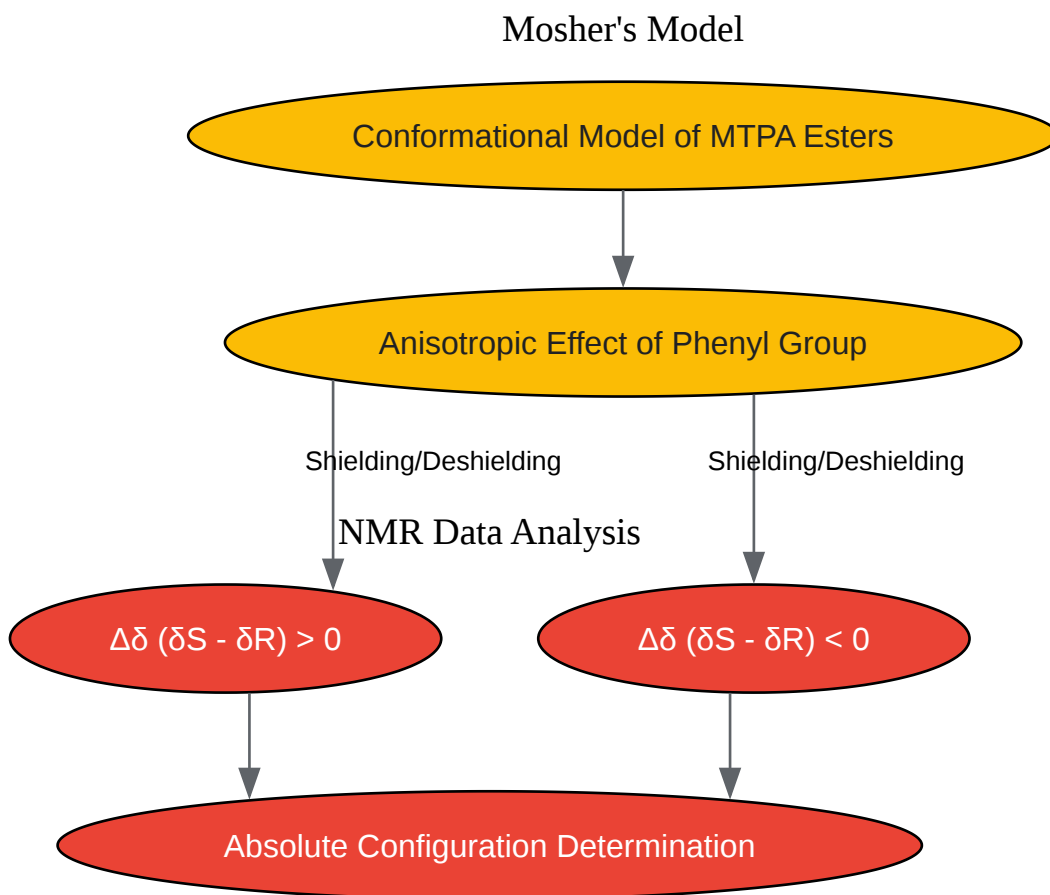 Mosher's Model
Conformational Model of MTPA Esters
Anisotropic Effect of Phenyl Group
Shielding/Deshielding
Shielding/Deshielding
NMR Data Analysis
Δδ (δS - δR) > 0
Δδ (δS - δR) < 0
Absolute Configuration Determination